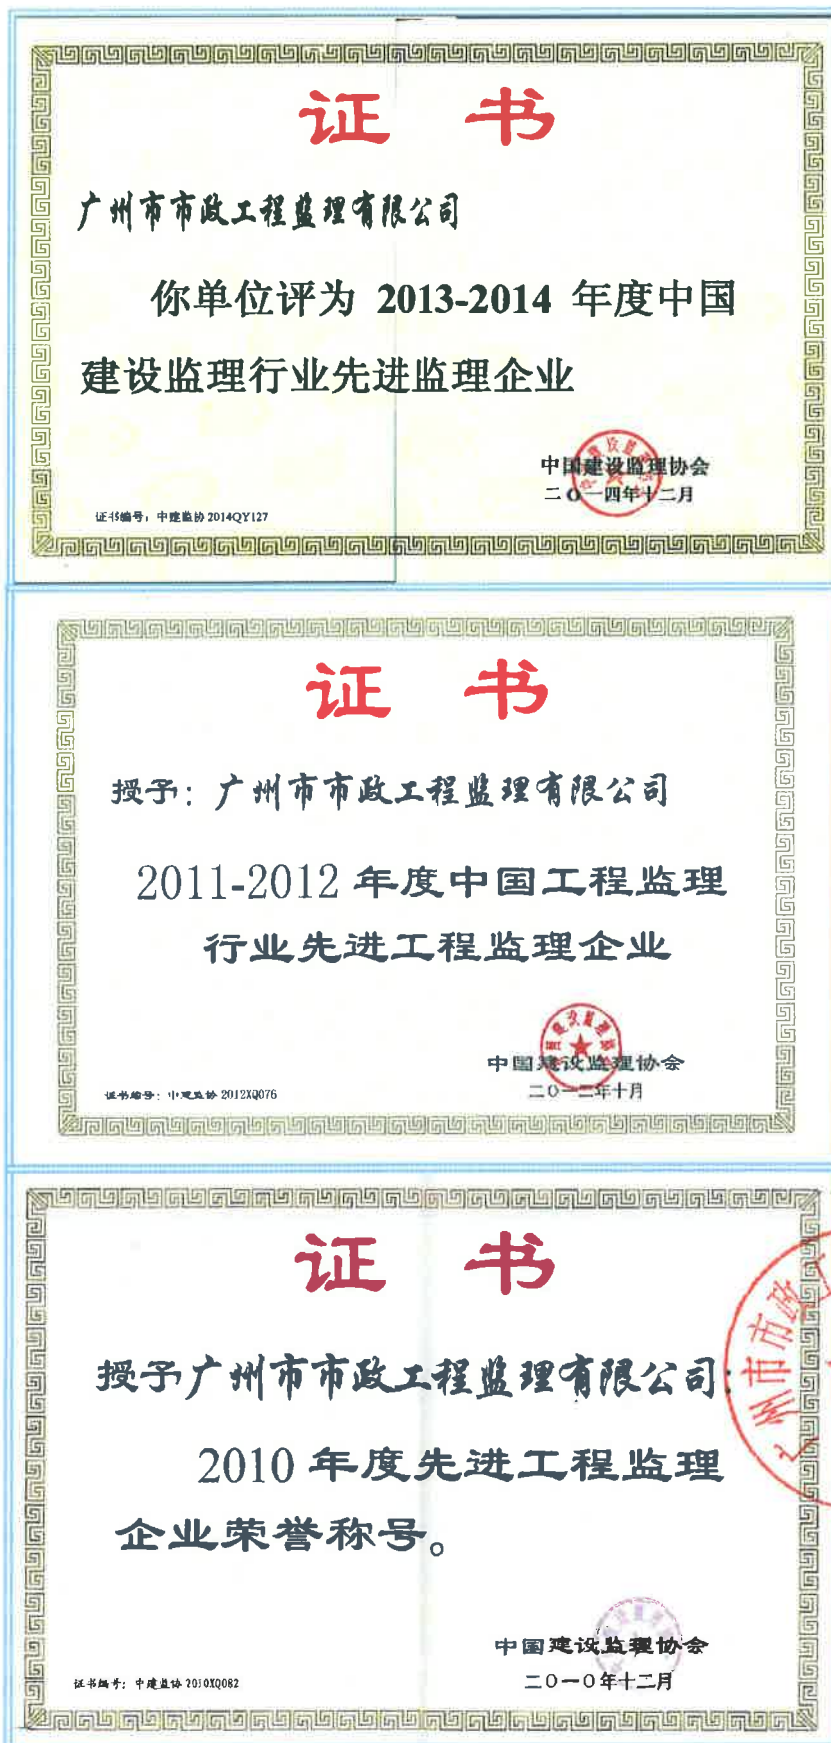 证 书
广州市市政工程监理有限公司
你单位评为 2013-2014 年度中国
建设监理行业先进监理企业
中国建设监理协会
二〇一四年十二月
证书编号：中建监协 2014QY127
证 书
授予：广州市市政工程监理有限公司
2011-2012 年度中国工程监理
行业先进工程监理企业
中国建设监理协会
二〇一二年十月
证书编号：中建监协 2012XQ076
证 书
授予广州市市政工程监理有限公司:
2010 年度先进工程监理
企业荣誉称号。
中国建设监理协会
二〇一〇年十二月
证书编号：中建监协 2010XQ082
广州市市政工